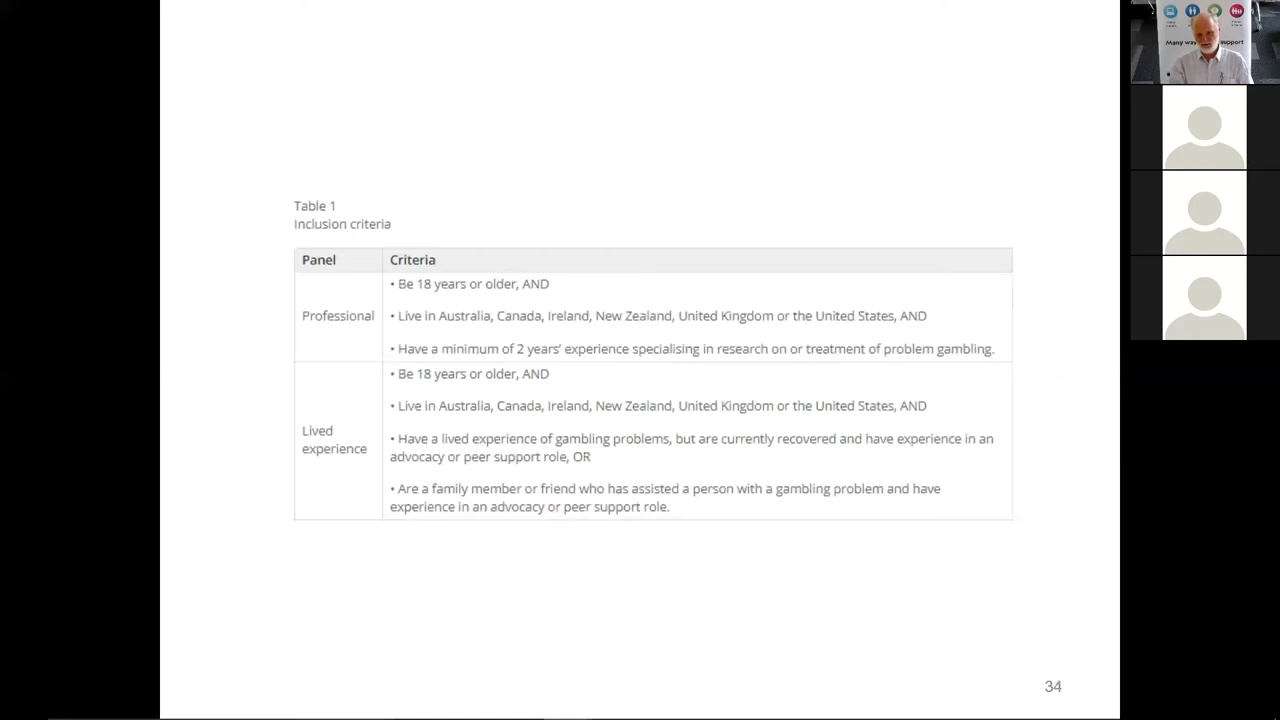 Table 1
Inclusion criteria
Panel
Criteria
Professional
• Be 18 years or older, AND
• Live in Australia, Canada, Ireland, New Zealand, United Kingdom or the United States, AND
• Have a minimum of 2 years' experience specialising in research on or treatment of problem gambling.
Lived
experience
• Be 18 years or older, AND
• Live in Australia, Canada, Ireland, New Zealand, United Kingdom or the United States, AND
• Have a lived experience of gambling problems, but are currently recovered and have experience in an
advocacy or peer support role, OR
• Are a family member or friend who has assisted a person with a gambling problem and have
experience in an advocacy or peer support role.
34
Many
support